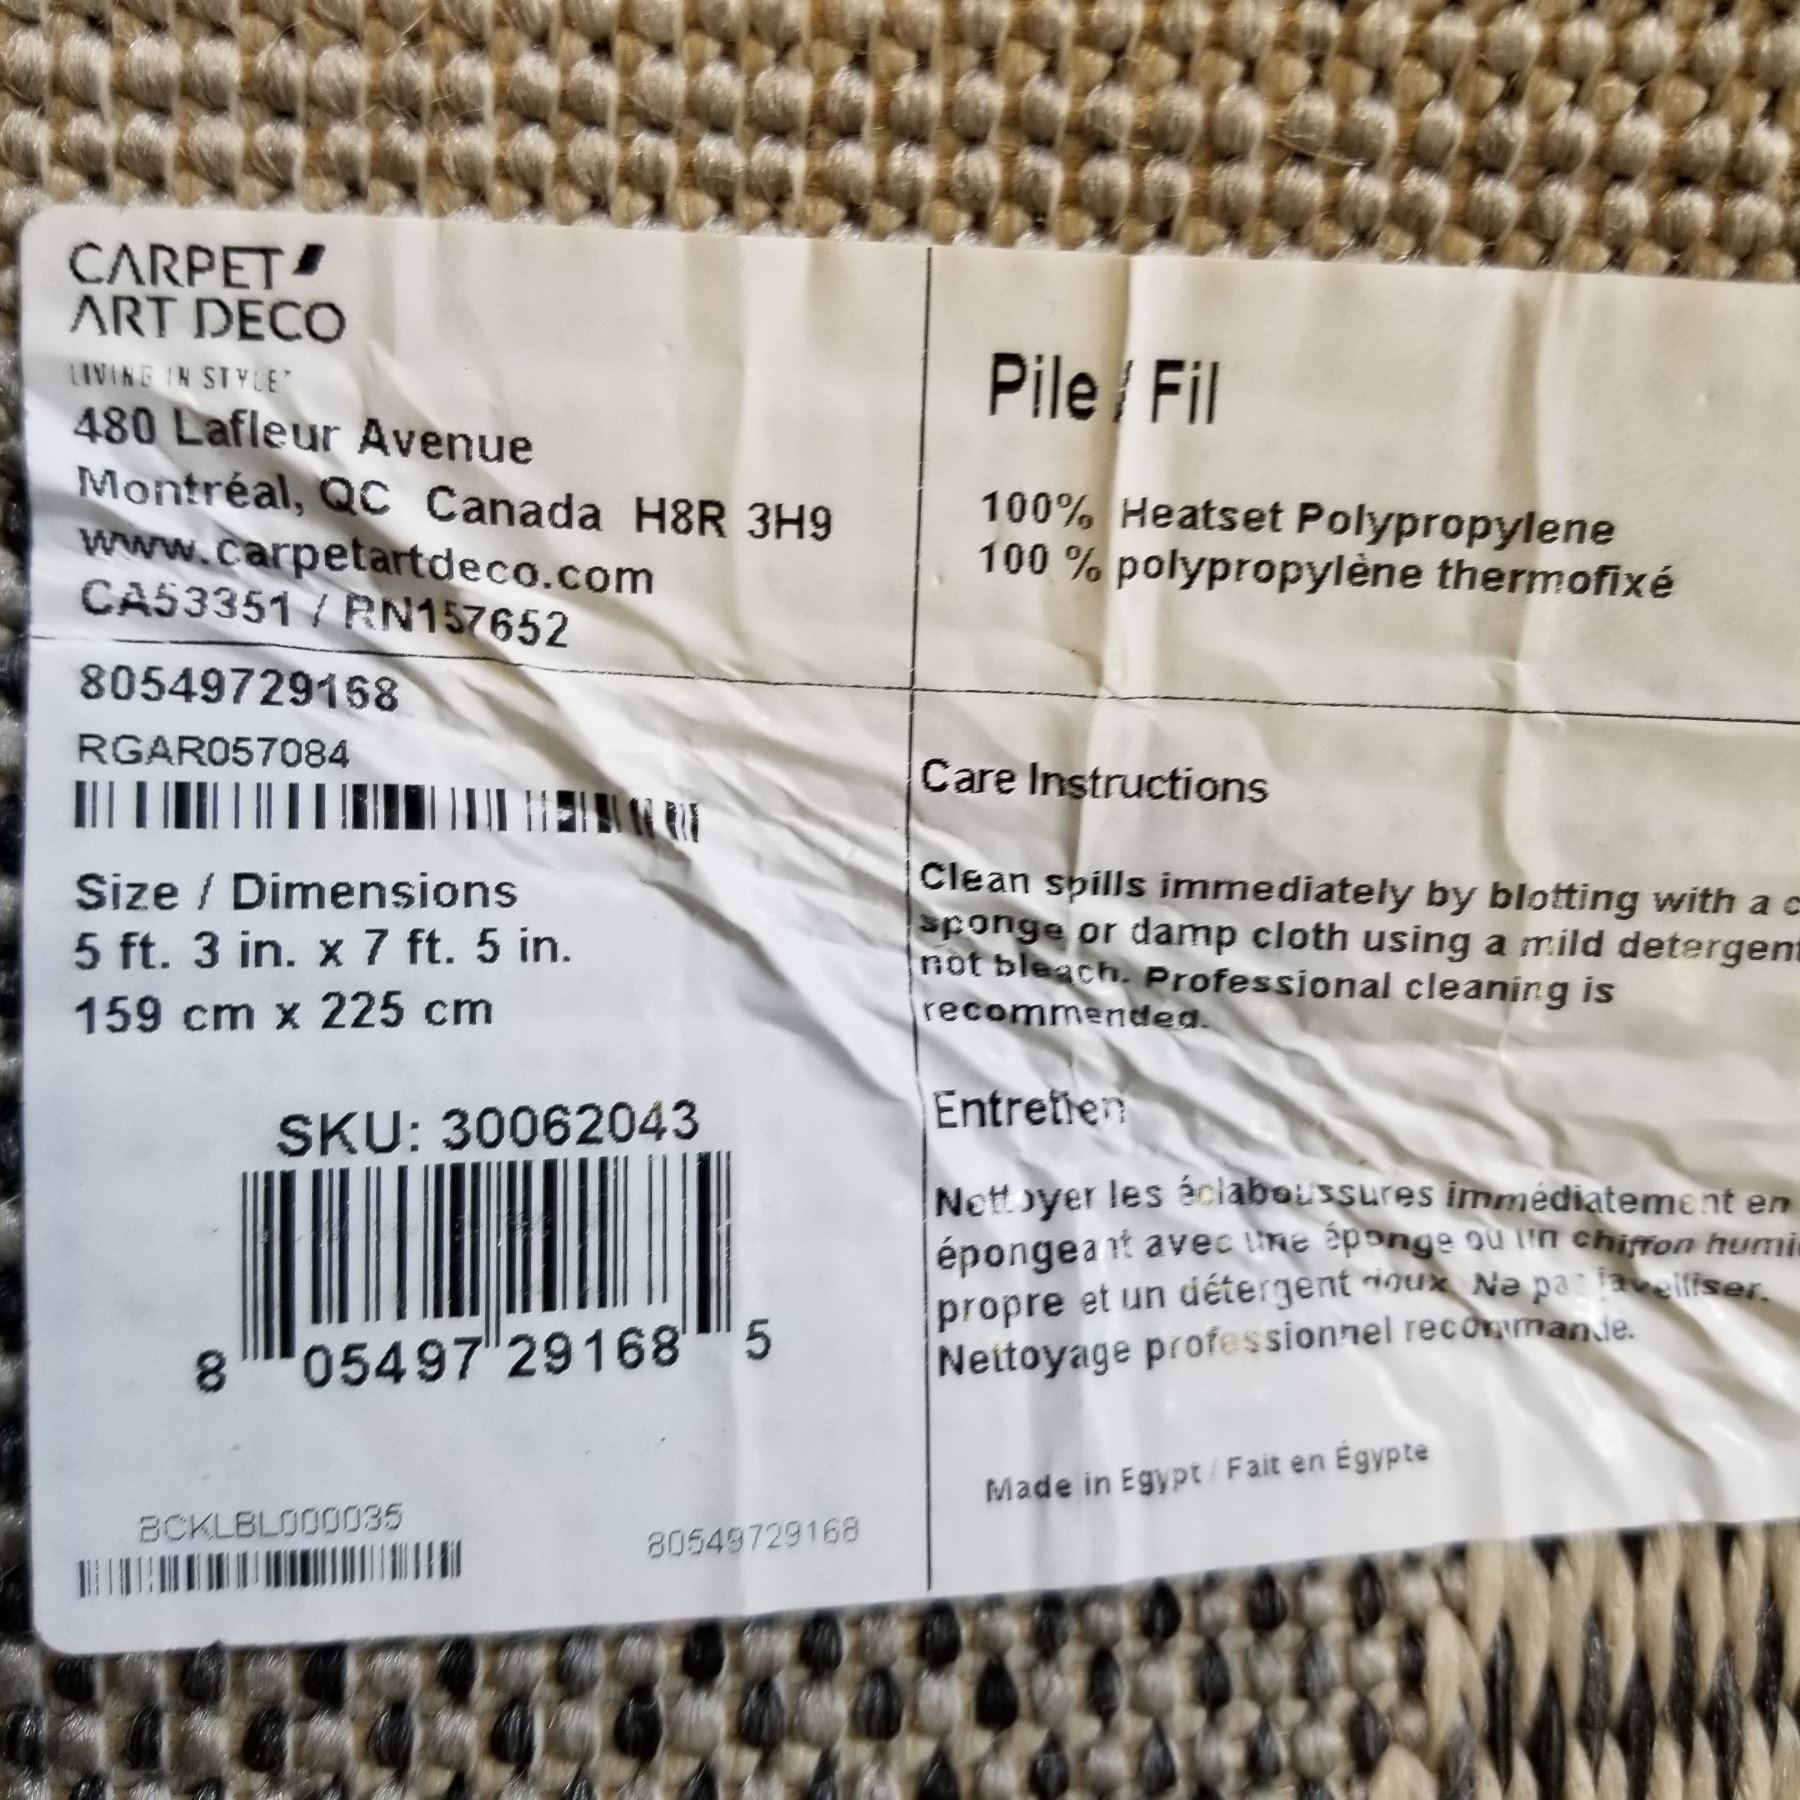 CARPET
ART DECO
LIVING IN STYLE
480 Lafleur Avenue
Montréal, QC Canada H8R 3H9
www.carpetartdeco.com
CA53351 / RN157652
80549729168
RGAR057084
Size / Dimensions
5 ft. 3 in. x 7 ft. 5 in.
159 cm x 225 cm
SKU: 30062043
8 05497 29168 5
BCKLBL000035
80549729168
Pile / Fil
100% Heatset Polypropylene
100 % polypropylène thermofixé
Care Instructions
Clean spills immediately by blotting with a
sponge or damp cloth using a mild detergent
not bleach. Professional cleaning is
recommended.
Entretien
Nettoyer les éclaboussures immédiatement en
épongeant avec une éponge ou un chiffon
propre et un détergent doux. Ne pas javelliser.
Nettoyage professionnel recommandé.
Made in Egypt / Fait en Égypte